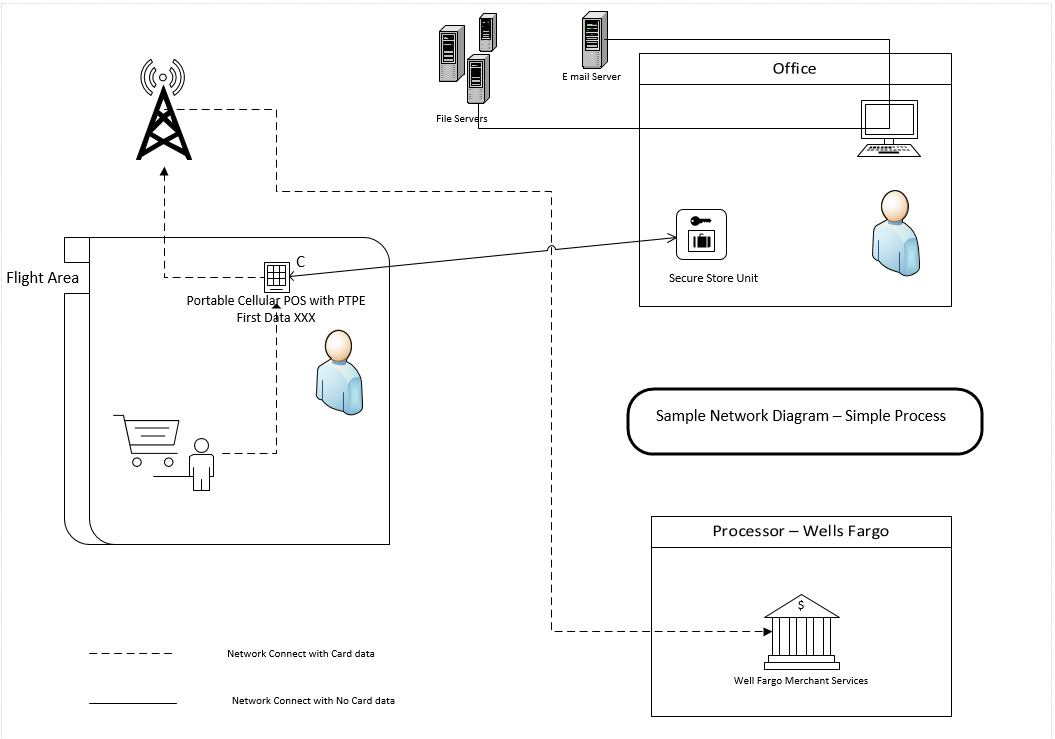 E mail Server
Office
File Servers
Flight Area
C
Portable Cellular POS with PTPE
First Data XXX
Secure Store Unit
Sample Network Diagram – Simple Process
Processor – Wells Fargo
$
Well Fargo Merchant Services
Network Connect with Card data
Network Connect with No Card data